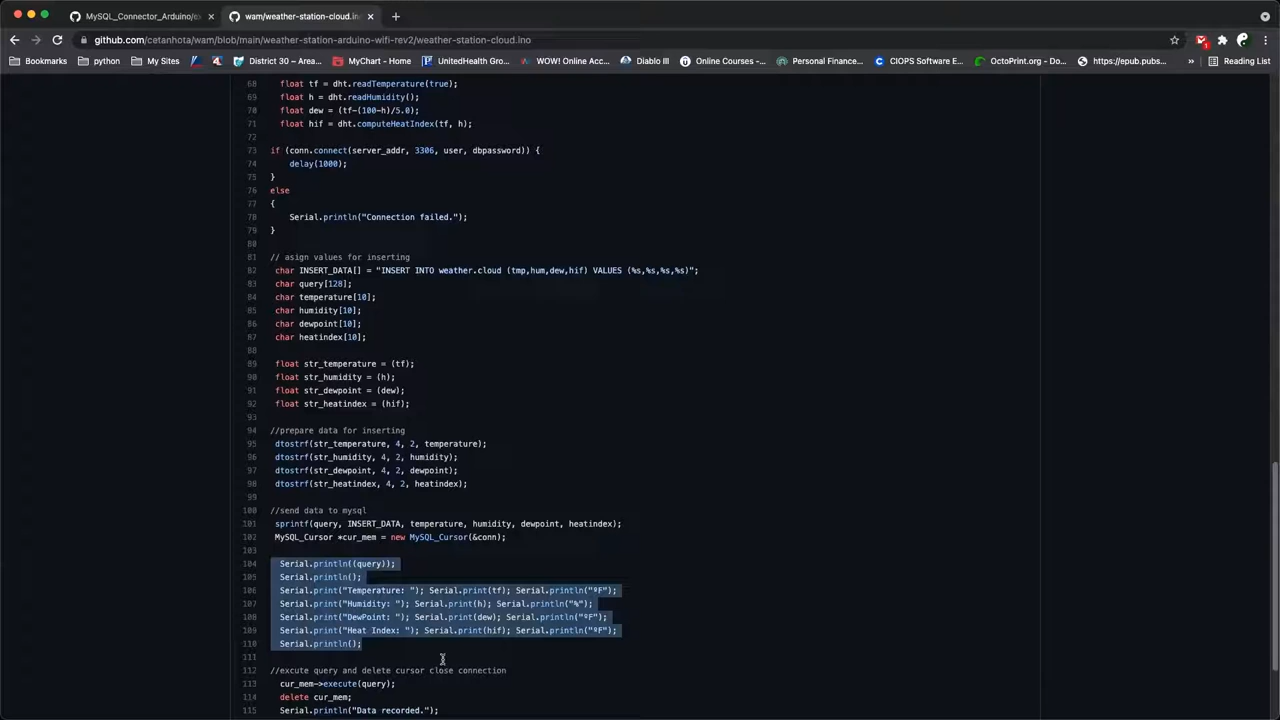 MySQL_Connector_Arduino/ex
wam/weather-station-cloud.in
github.com/cetanhota/wam/blob/main/weather-station-arduino-wifi-rev2/weather-station-cloud.ino
Bookmarks python My Sites District 30 – Area... MyChart - Home UnitedHealth Gro... WOW! Online Acc... Diablo III Online Courses -... Personal Finance... CIOPS Software E... OctoPrint.org - Do... https://epub.pubs... » Reading List
68 float tf = dht.readTemperature(true);
69 float h = dht.readHumidity();
70 float dew = (tf-(100-h)/5.0);
71 float hif = dht.computeHeatIndex(tf, h);
72
73 if (conn.connect(server_addr, 3306, user, dbpassword)) {
74 delay(1000);
75 }
76 else
77 {
78 Serial.println("Connection failed.");
79 }
80
81 // asign values for inserting
82 char INSERT_DATA[] = "INSERT INTO weather.cloud (tmp,hum,dew,hif) VALUES (%s,%s,%s,%s)";
83 char query[128];
84 char temperature[10];
85 char humidity[10];
86 char dewpoint[10];
87 char heatindex[10];
88
89 float str_temperature = (tf);
90 float str_humidity = (h);
91 float str_dewpoint = (dew);
92 float str_heatindex = (hif);
93
94 //prepare data for inserting
95 dtostrf(str_temperature, 4, 2, temperature);
96 dtostrf(str_humidity, 4, 2, humidity);
97 dtostrf(str_dewpoint, 4, 2, dewpoint);
98 dtostrf(str_heatindex, 4, 2, heatindex);
99
100 //send data to mysql
101 sprintf(query, INSERT_DATA, temperature, humidity, dewpoint, heatindex);
102 MySQL_Cursor *cur_mem = new MySQL_Cursor(&conn);
103
104 Serial.println((query));
105 Serial.println();
106 Serial.print("Temperature: "); Serial.print(tf); Serial.println("ºF");
107 Serial.print("Humidity: "); Serial.print(h); Serial.println("%");
108 Serial.print("DewPoint: "); Serial.print(dew); Serial.println("ºF");
109 Serial.print("Heat Index: "); Serial.print(hif); Serial.println("ºF");
110 Serial.println();
111
112 //excute query and delete cursor close connection
113 cur_mem->execute(query);
114 delete cur_mem;
115 Serial.println("Data recorded.");